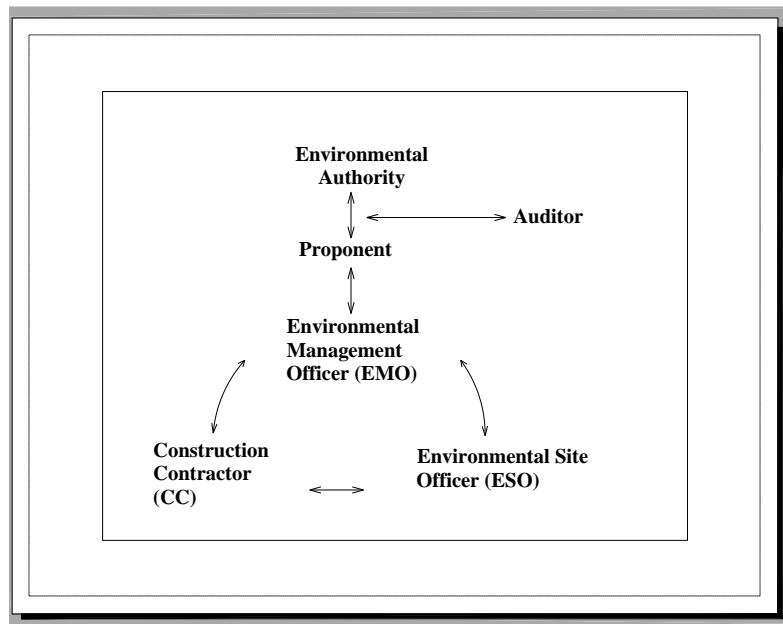 Environmental
Authority
Auditor
Proponent
Environmental
Management
Officer (EMO)
Construction
Contractor
(CC)
Environmental Site
Officer (ESO)